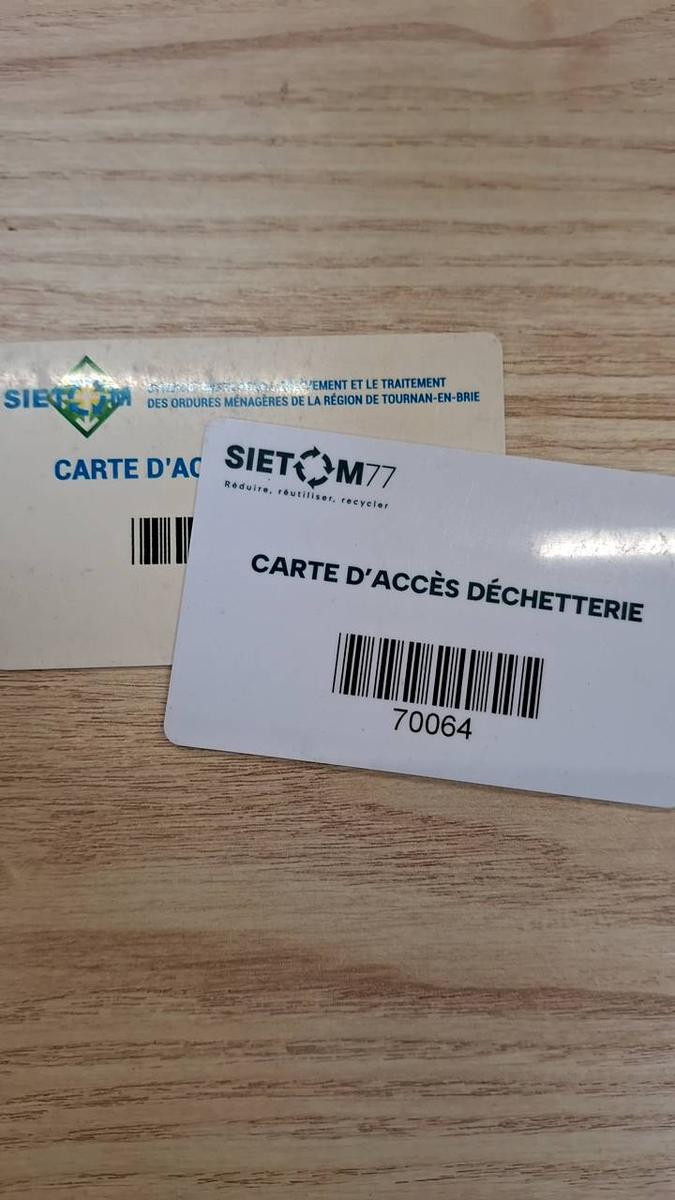 SIETOM
ENLÈVEMENT ET LE TRAITEMENT
DES ORDURES MÉNAGÈRES DE LA RÉGION DE TOURNAN-EN-BRIE
CARTE D'AC
SIETOM77
Réduire, réutiliser, recycler
CARTE D'ACCÈS DÉCHETTERIE
70064